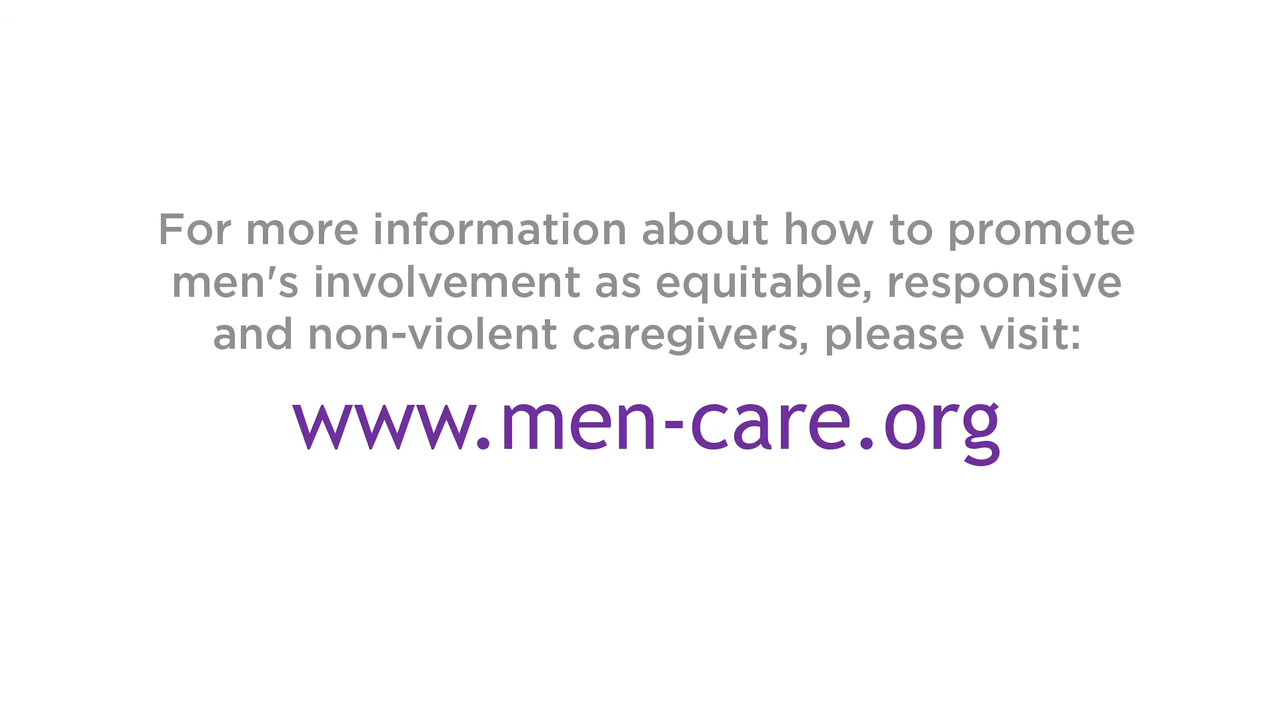 For more information about how to promote
men's involvement as equitable, responsive
and non-violent caregivers, please visit:
www.men-care.org